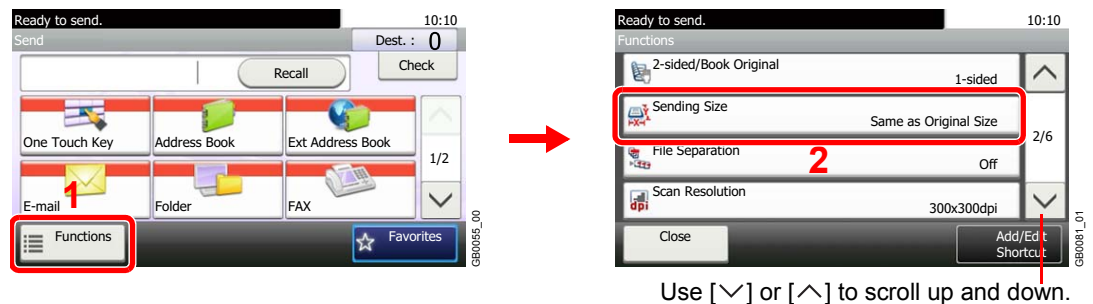 Ready to send. 10:10
Send Dest. : 0
Recall Check
One Touch Key Address Book Ext Address Book
1/2
E-mail Folder FAX
1
Functions Favorites
GB0055_00
Ready to send. 10:10
Functions
2-sided/Book Original 1-sided
Sending Size Same as Original Size
2/6
File Separation Off
2
Scan Resolution 300x300dpi
dpi
Close Add/Edit Shortcut
GB0081_01
Use [∨] or [∧] to scroll up and down.